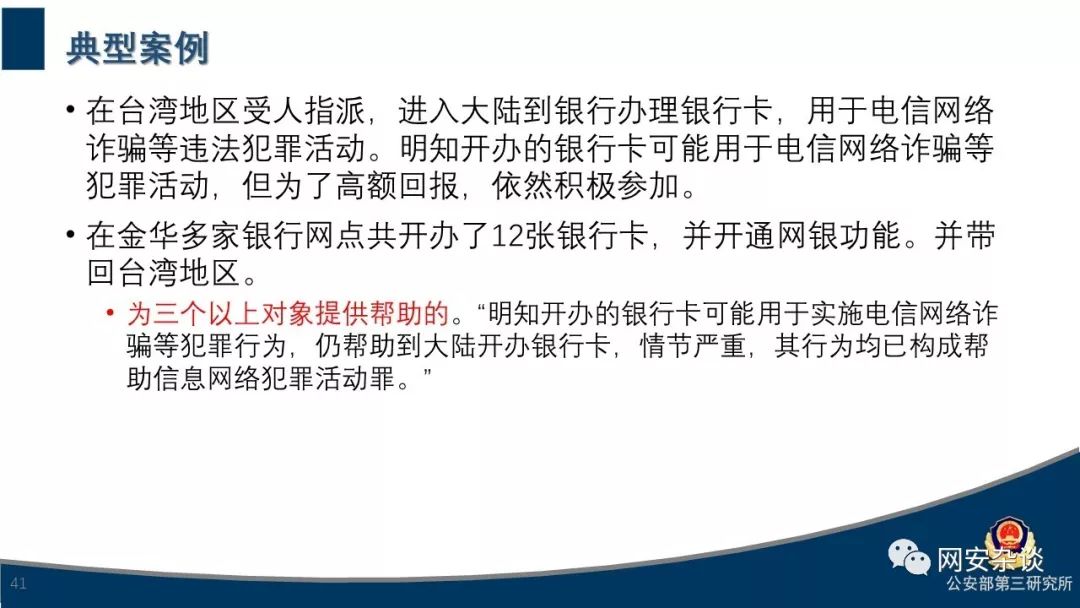 典型案例
• 在台湾地区受人指派，进入大陆到银行办理银行卡，用于电信网络
诈骗等违法犯罪活动。明知开办的银行卡可能用于电信网络诈骗等
犯罪活动，但为了高额回报，依然积极参加。
• 在金华多家银行网点共开办了12张银行卡，并开通网银功能。并带
回台湾地区。
• 为三个以上对象提供帮助的。“明知开办的银行卡可能用于实施电信网络诈
骗等犯罪行为，仍帮助到大陆开办银行卡，情节严重，其行为均已构成帮
助信息网络犯罪活动罪。”
网安杂谈
公安部第三研究所
41